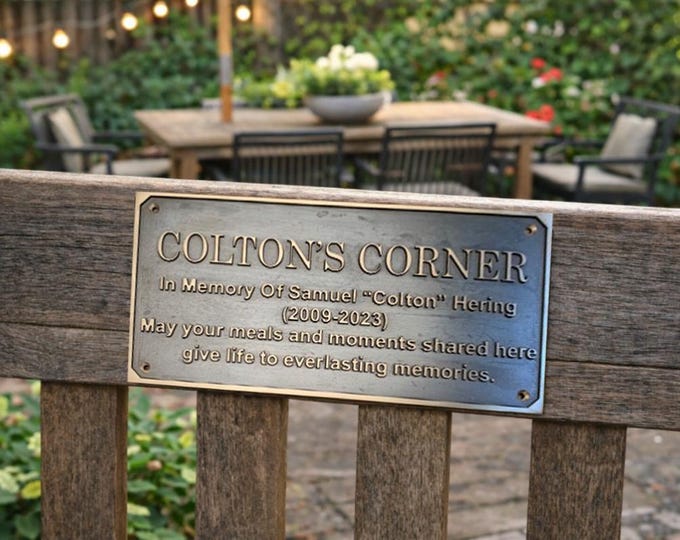 COLTON'S CORNER
In Memory Of Samuel “Colton” Hering
(2009-2023)
May your meals and moments shared here
give life to everlasting memories.